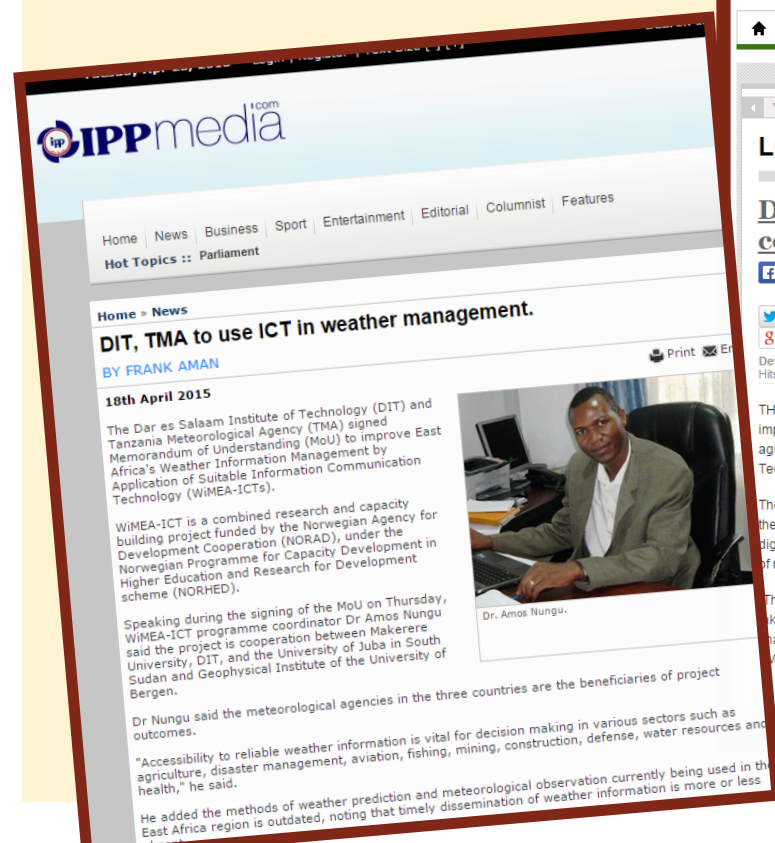 .com
ipp IPPmedia
Home News Business Sport Entertainment Editorial Columnist Features
Hot Topics :: Parliament
Home » News
DIT, TMA to use ICT in weather management.
BY FRANK AMAN
Print
18th April 2015
The Dar es Salaam Institute of Technology (DIT) and
Tanzania Meteorological Agency (TMA) signed
Memorandum of Understanding (MoU) to improve East
Africa's Weather Information Management by
Application of Suitable Information Communication
Technology (WiMEA-ICTs).
WiMEA-ICT is a combined research and capacity
building project funded by the Norwegian Agency for
Development Cooperation (NORAD), under the
Norwegian Programme for Capacity Development in
Higher Education and Research for Development
scheme (NORHED).
Speaking during the signing of the MoU on Thursday,
WiMEA-ICT programme coordinator Dr Amos Nungu
said the project is cooperation between Makerere
University, DIT, and the University of Juba in South
Sudan and Geophysical Institute of the University of
Bergen.
Dr. Amos Nungu.
Dr Nungu said the meteorological agencies in the three countries are the beneficiaries of project
outcomes.
"Accessibility to reliable weather information is vital for decision making in various sectors such as
agriculture, disaster management, aviation, fishing, mining, construction, defense, water resources and
health," he said.
He added the methods of weather prediction and meteorological observation currently being used in the
East Africa region is outdated, noting that timely dissemination of weather information is more or less